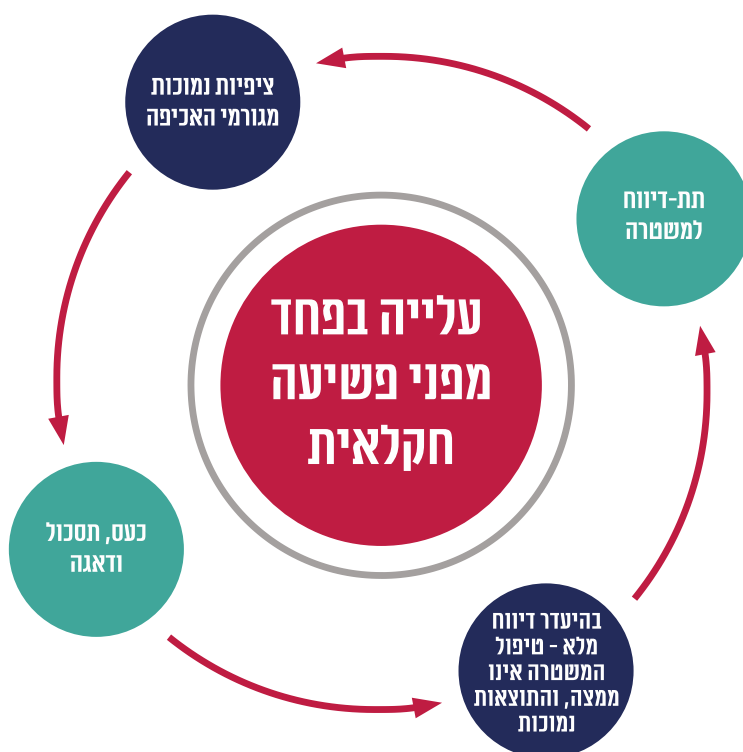 ציפיות נמוכות
מגורמי האכיפה
תת-דיווח
למשטרה
עלייה בפחד
מפני פשיעה
חקלאית
כעס, תסכול
ודאגה
בהיעדר דיווח
מלא - טיפול
המשטרה אינו
ממצה, והתוצאות
נמוכות